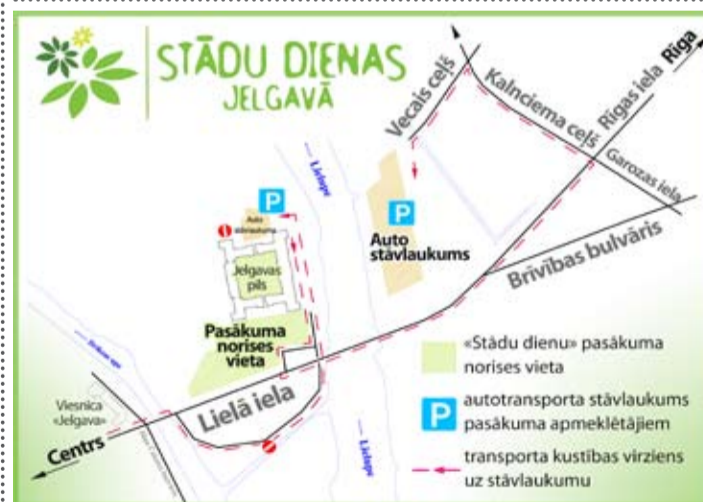 STĀDU DIENAS
JELGAVĀ
Rīga
Rīgas iela
Kalnciema ceļš
Vecais ceļš
Garozas iela
Brīvības bulvāris
Lielupe
P
Auto
stāvlaukums
P
Auto
stāvlaukums
Jelgavas
pils
Pasākuma
norises
vieta
Lielā iela
Viesnīca
«Jelgava»
Centrs
Lielupe
«Stādu dienu» pasākuma
norises vieta
P
autotransporta stāvlaukums
pasākuma apmeklētājiem
transporta kustības virziens
uz stāvlaukumu